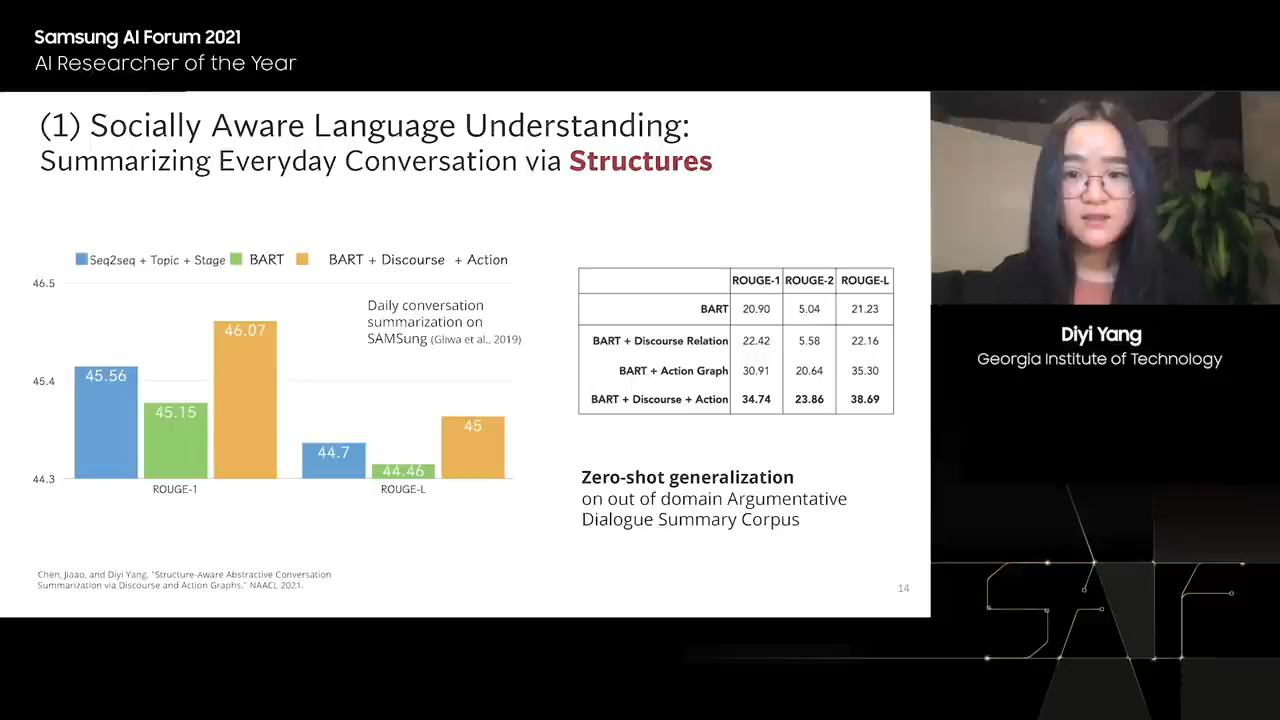 Samsung AI Forum 2021
AI Researcher of the Year
(1) Socially Aware Language Understanding:
Summarizing Everyday Conversation via Structures
Seq2seq + Topic + Stage BART BART + Discourse + Action
46.5
45.4
44.3
Daily conversation
summarization on
SAMSung (Gliwa et al., 2019)
45.56
45.15
46.07
44.7
44.46
45
ROUGE-1
ROUGE-L
ROUGE-1 ROUGE-2 ROUGE-L
BART 20.90 5.04 21.23
BART + Discourse Relation 22.42 5.58 22.16
BART + Action Graph 30.91 20.64 35.30
BART + Discourse + Action 34.74 23.86 38.69
Zero-shot generalization
on out of domain Argumentative
Dialogue Summary Corpus
Chen, Jiaao, and Diyi Yang. "Structure-Aware Abstractive Conversation
Summarization via Discourse and Action Graphs." NAACL 2021.
14
Diyi Yang
Georgia Institute of Technology
SAIF